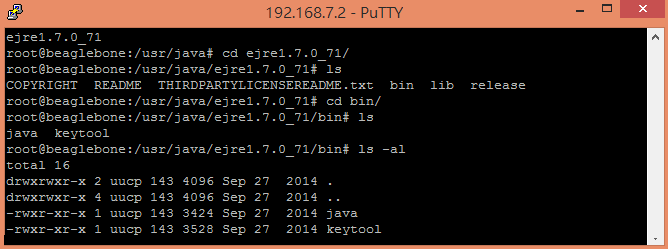 192.168.7.2 - PuTTY
ejre1.7.0_71
root@beaglebone:/usr/java# cd ejre1.7.0_71/
root@beaglebone:/usr/java/ejre1.7.0_71# ls
COPYRIGHT  README  THIRDPARTYLICENSEREADME.txt  bin  lib  release
root@beaglebone:/usr/java/ejre1.7.0_71# cd bin/
root@beaglebone:/usr/java/ejre1.7.0_71/bin# ls
java  keytool
root@beaglebone:/usr/java/ejre1.7.0_71/bin# ls -al
total 16
drwxrwxr-x 2 uucp 143 4096 Sep 27  2014 .
drwxrwxr-x 4 uucp 143 4096 Sep 27  2014 ..
-rwxr-xr-x 1 uucp 143 3424 Sep 27  2014 java
-rwxr-xr-x 1 uucp 143 3528 Sep 27  2014 keytool